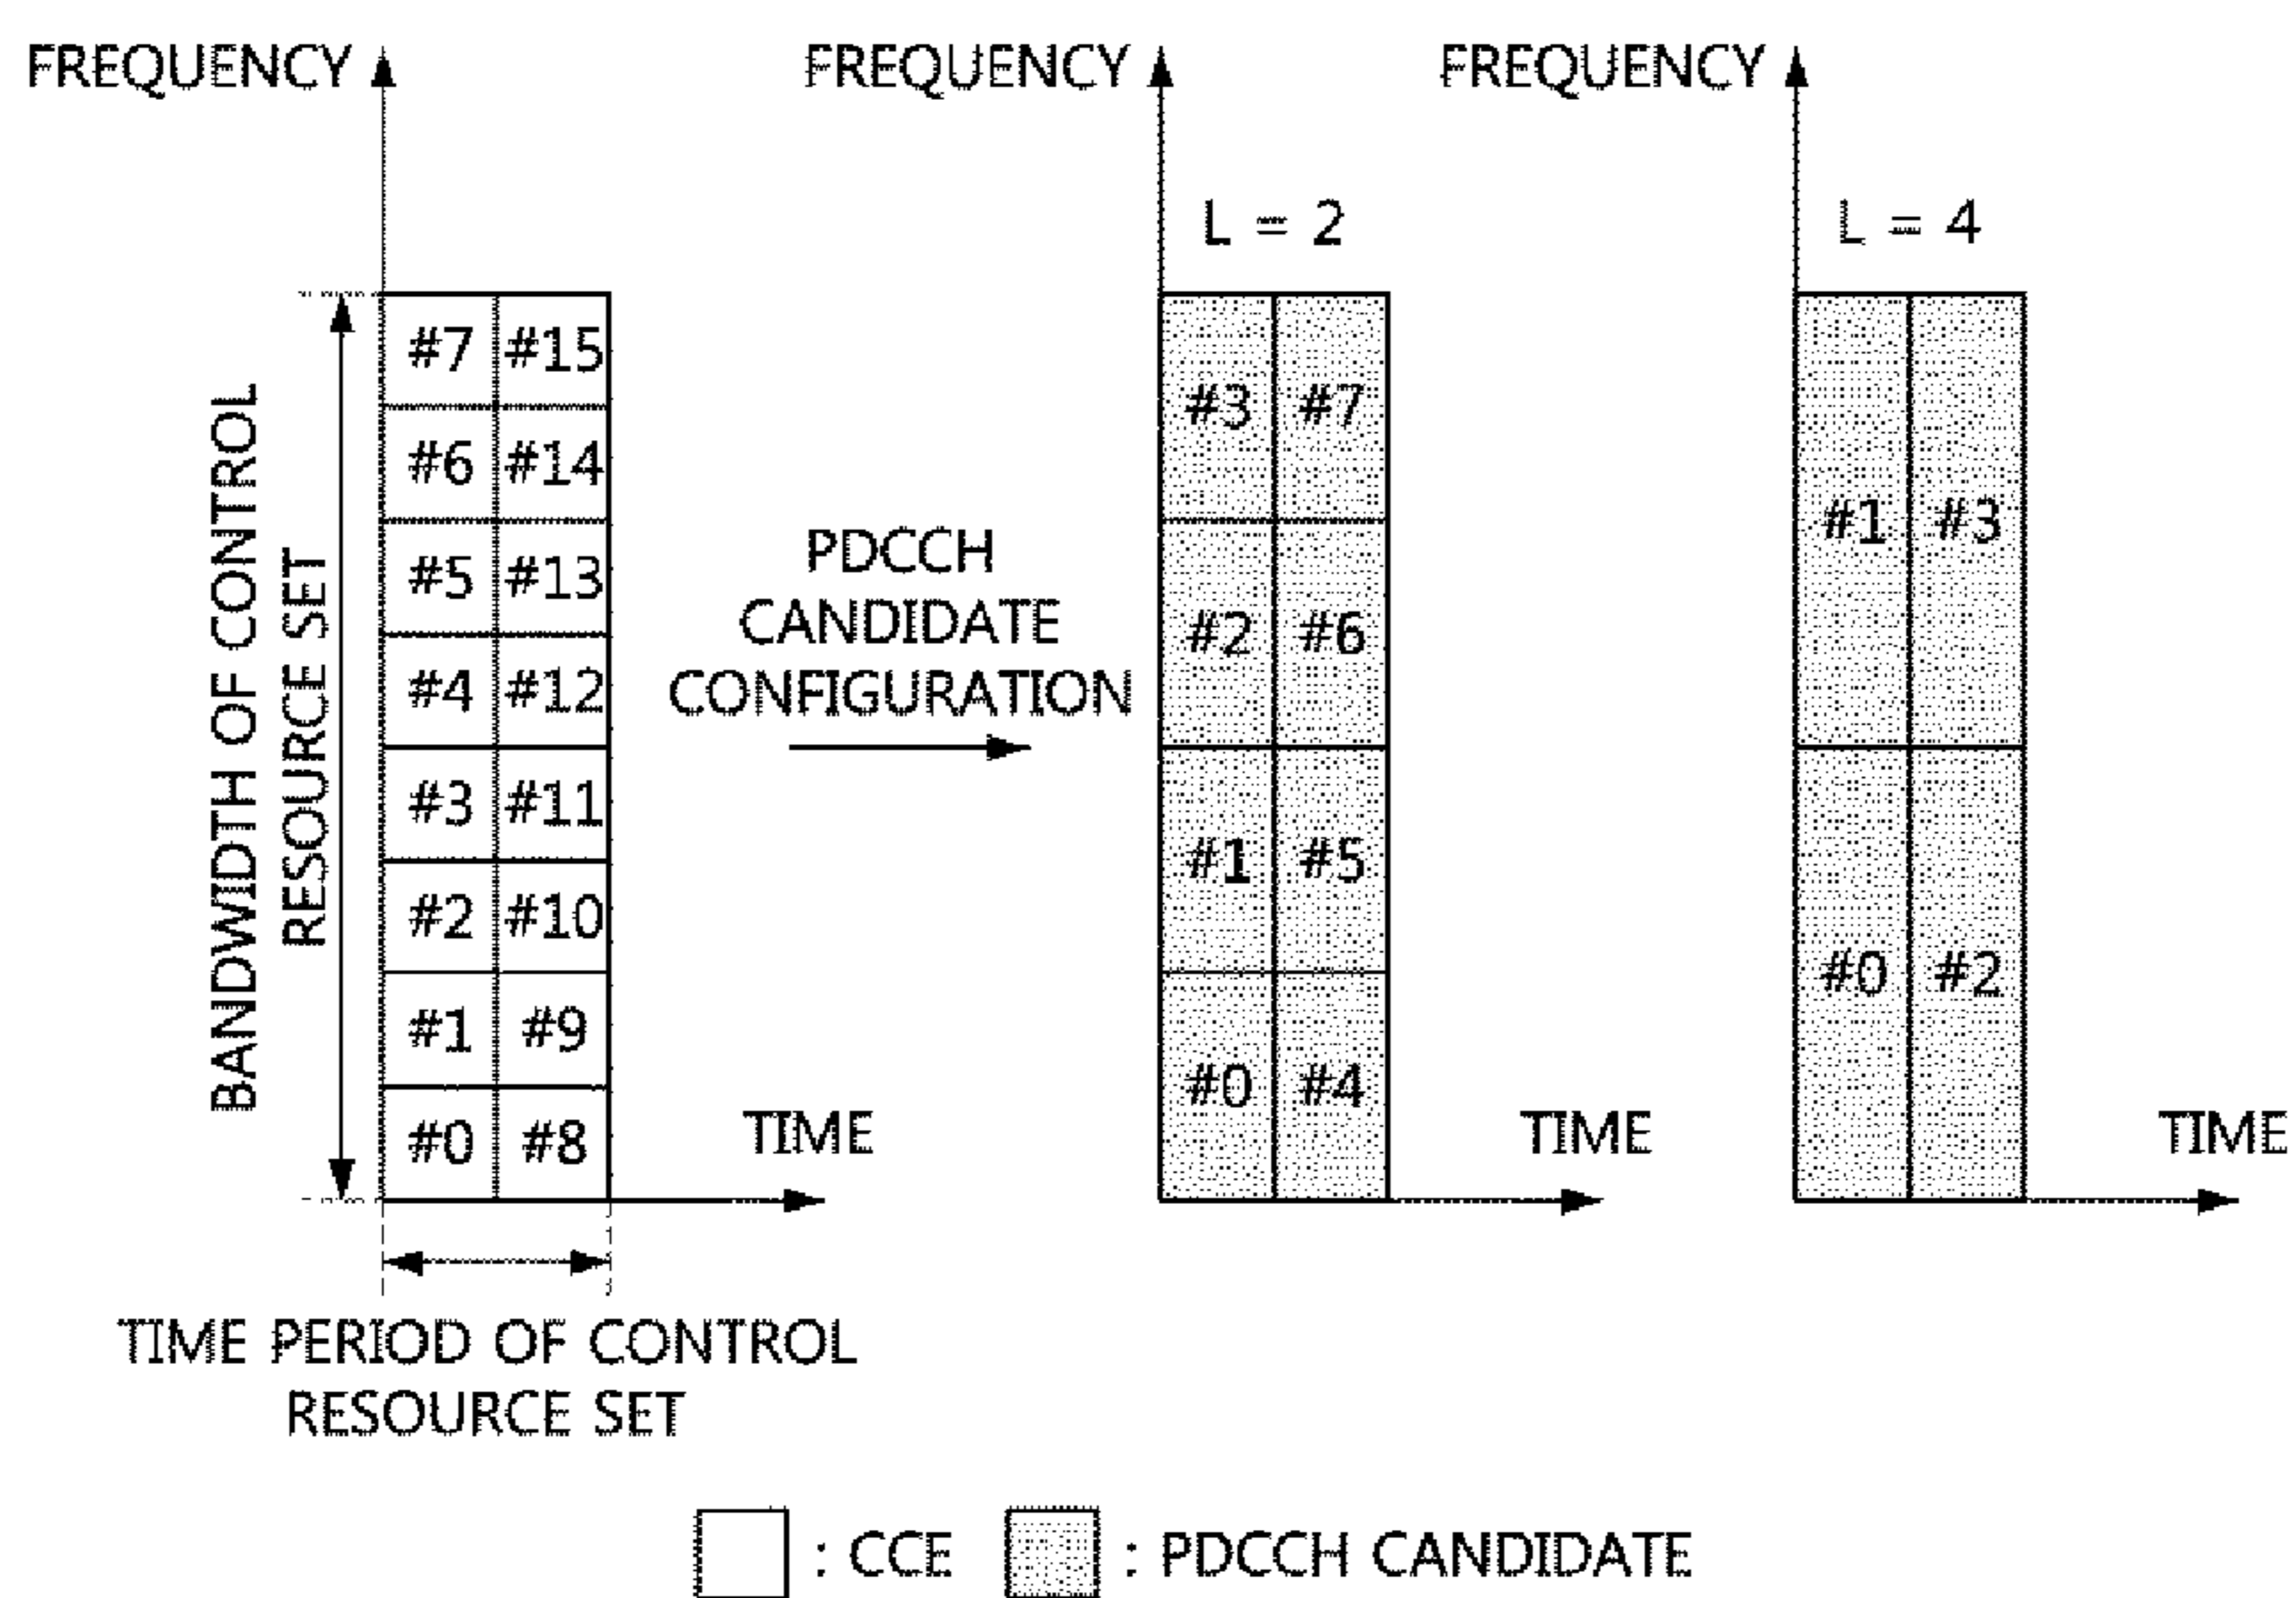 FREQUENCY
FREQUENCY
FREQUENCY
L = 2
L = 4
#7 #15
#6 #14
#5 #13
#4 #12
#3 #11
#2 #10
#1 #9
#0 #8
BANDWIDTH OF CONTROL
RESOURCE SET
TIME
TIME PERIOD OF CONTROL
RESOURCE SET
PDCCH
CANDIDATE
CONFIGURATION
#3 #7
#2 #6
#1 #5
#0 #4
TIME
#1 #3
#0 #2
TIME
: CCE
: PDCCH CANDIDATE